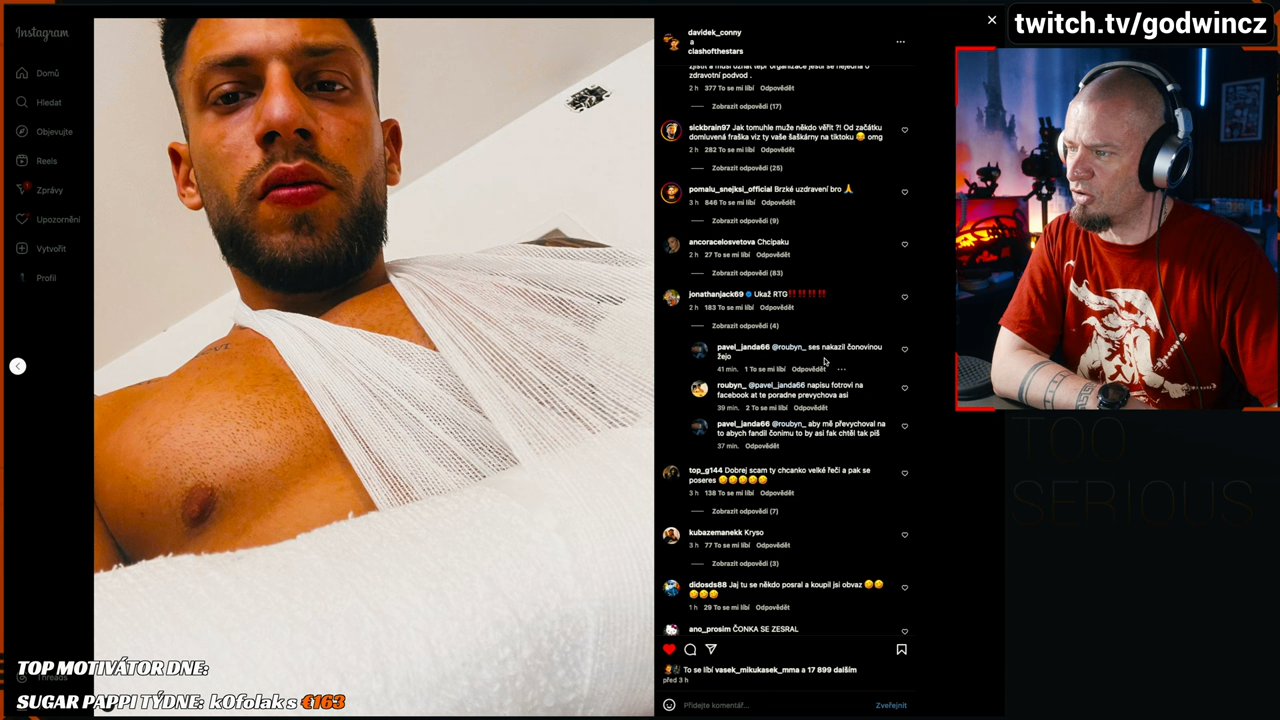 twitch.tv/godwincz
Instagram
Domů
Hledat
Objevujte
Reels
Zprávy
Upozornění
Vytvořit
Profil
Threads
davidek_conny
a
clashofthestars
zdravotní podvod .
2 h 377 To se mi líbí Odpovědět
Zobrazit odpovědi (17)
sickbrain97 Jak tomuhle muže někdo věřit ?! Od začátku
domluvená fraška viz ty vaše šaškárny na tiktoku 😂 omg
2 h 282 To se mi líbí Odpovědět
Zobrazit odpovědi (25)
pomalu_snejksi_official Brzké uzdravení bro 🙏
3 h 846 To se mi líbí Odpovědět
Zobrazit odpovědi (9)
ancoracelosvetova Chcipaku
2 h 27 To se mi líbí Odpovědět
Zobrazit odpovědi (83)
jonathanjack69 Ukaž RTG‼️‼️‼️‼️
2 h 183 To se mi líbí Odpovědět
Zobrazit odpovědi (4)
pavel_janda66 @roubyn_ ses nakazil čonovinou
žejo
41 min. 1 To se mi líbí Odpovědět ...
roubyn_ @pavel_janda66 napisu fotrovi na
facebook at te poradne prevychova asi
39 min. 2 To se mi líbí Odpovědět
pavel_janda66 @roubyn_ aby mě převychoval na
to abych fandil čonimu to by asi fak chtěl tak piš
37 min. Odpovědět
top_g144 Dobrej scam ty chcanko velké řeči a pak se
poseres 🤣🤣🤣🤣🤣
3 h 138 To se mi líbí Odpovědět
Zobrazit odpovědi (7)
kubazemanekk Kryso
3 h 77 To se mi líbí Odpovědět
Zobrazit odpovědi (3)
didosds88 Jaj tu se někdo posral a koupil jsi obvaz 🤣🤣
🤣🤣🤣
1 h 29 To se mi líbí Odpovědět
ano_prosim ČONKA SE ZESRAL
To se líbí vasek_mikukasek_mma a 17 899 dalším
před 3 h
Přidejte komentář...
Zveřejnit
TOO
SERIOUS
TOP MOTIVÁTOR DNE:
SUGAR PAPPI TÝDNE: k0folak s €163